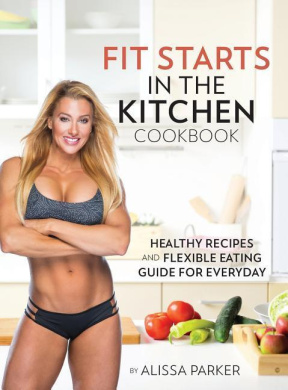 FIT STARTS
IN THE
KITCHEN
COOKBOOK
HEALTHY RECIPES
AND FLEXIBLE EATING
GUIDE FOR EVERYDAY
BY ALISSA PARKER